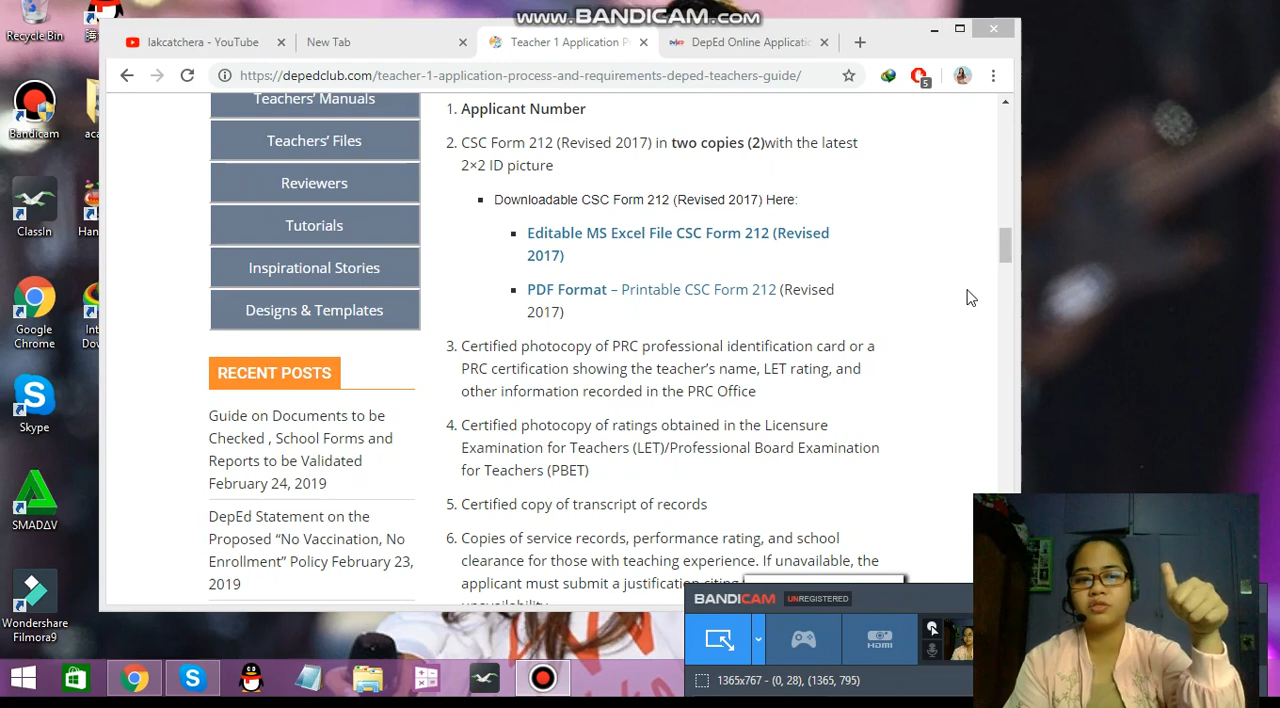 www.BANDICAM.com
Recycle Bin
lakcatchera - YouTube
New Tab
Teacher 1 Application P
DepEd Online Applicatio
https://depedclub.com/teacher-1-application-process-and-requirements-deped-teachers-guide/
5
Bandicam
aca
ClassIn
Han
Google
Chrome
Int
Dov
Skype
SMADΔV
Wondershare
Filmora9
Teachers' Manuals
Teachers' Files
Reviewers
Tutorials
Inspirational Stories
Designs & Templates
RECENT POSTS
Guide on Documents to be
Checked , School Forms and
Reports to be Validated
February 24, 2019
DepEd Statement on the
Proposed “No Vaccination, No
Enrollment” Policy February 23,
2019
1. Applicant Number
2. CSC Form 212 (Revised 2017) in two copies (2)with the latest
2×2 ID picture
Downloadable CSC Form 212 (Revised 2017) Here:
Editable MS Excel File CSC Form 212 (Revised
2017)
PDF Format – Printable CSC Form 212 (Revised
2017)
3. Certified photocopy of PRC professional identification card or a
PRC certification showing the teacher's name, LET rating, and
other information recorded in the PRC Office
4. Certified photocopy of ratings obtained in the Licensure
Examination for Teachers (LET)/Professional Board Examination
for Teachers (PBET)
5. Certified copy of transcript of records
6. Copies of service records, performance rating, and school
clearance for those with teaching experience. If unavailable, the
applicant must submit a justification citing
BANDICAM UNREGISTERED
HDMI
1365x767 - (0, 28), (1365, 795)